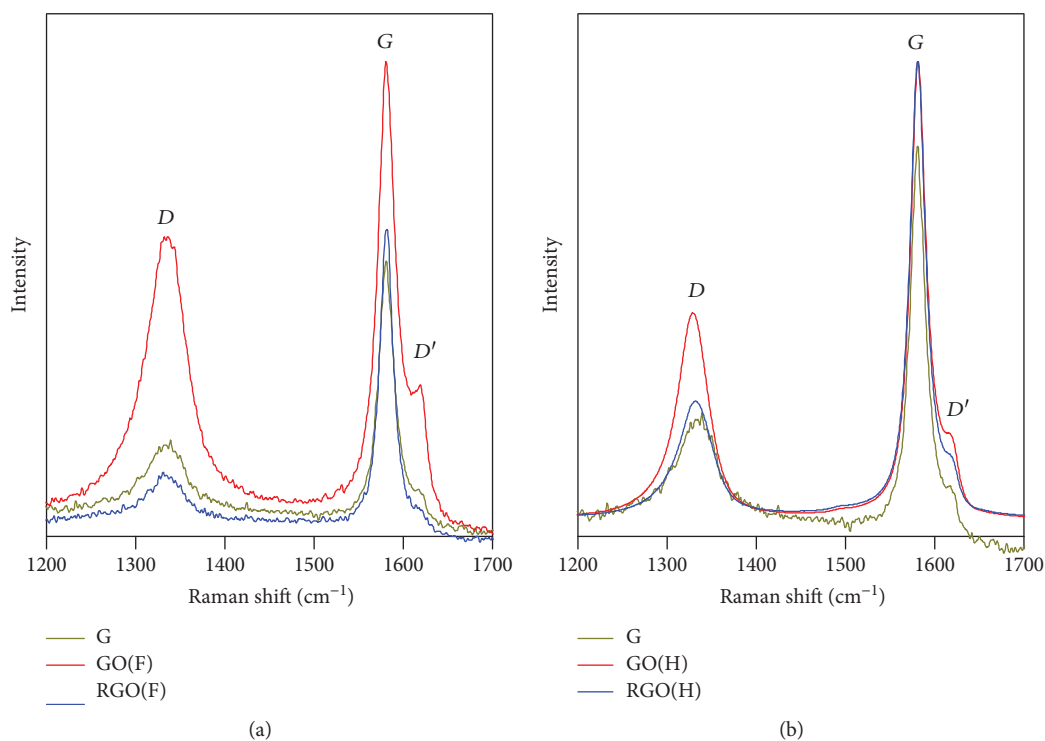 D
G
D′
Intensity
1200 1300 1400 1500 1600 1700
Raman shift (cm⁻¹)
G
GO(F)
RGO(F)
(a)
D
G
D′
Intensity
1200 1300 1400 1500 1600 1700
Raman shift (cm⁻¹)
G
GO(H)
RGO(H)
(b)